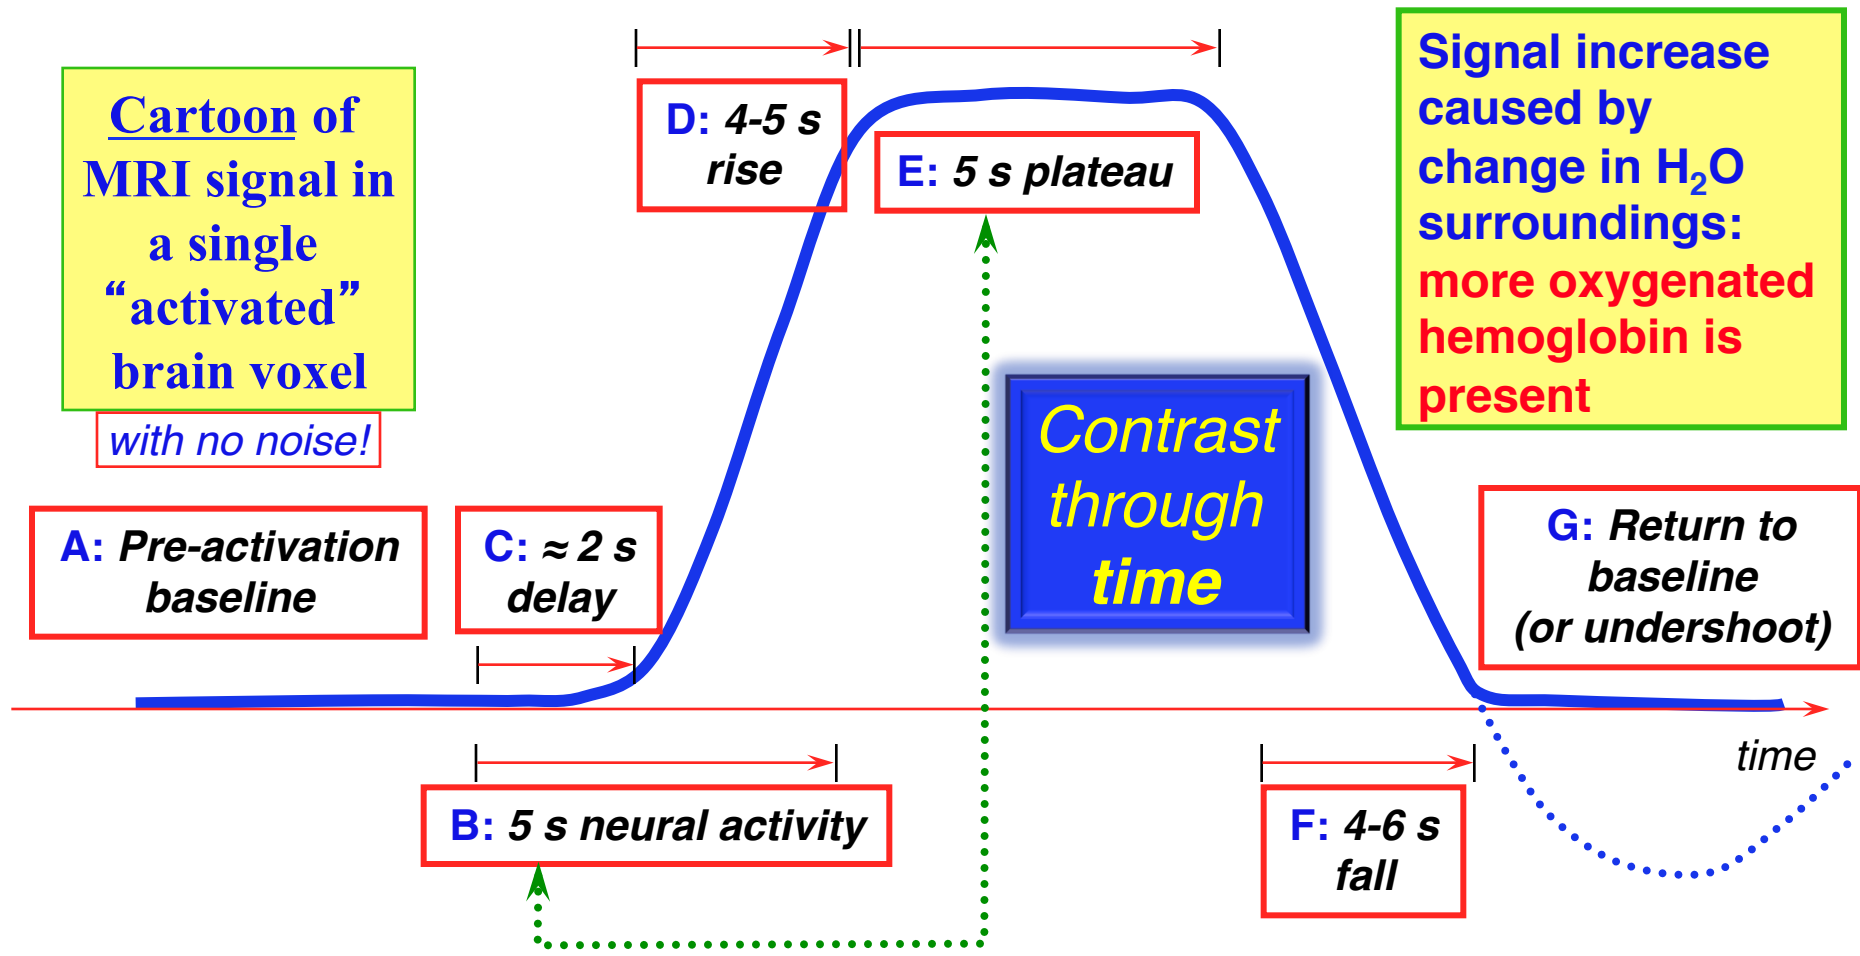 Cartoon of
MRI signal in
a single
“activated”
brain voxel
with no noise!
D: 4-5 s
rise
E: 5 s plateau
Signal increase
caused by
change in H₂O
surroundings:
more oxygenated
hemoglobin is
present
Contrast
through
time
A: Pre-activation
baseline
C: ≈ 2 s
delay
G: Return to
baseline
(or undershoot)
time
B: 5 s neural activity
F: 4-6 s
fall